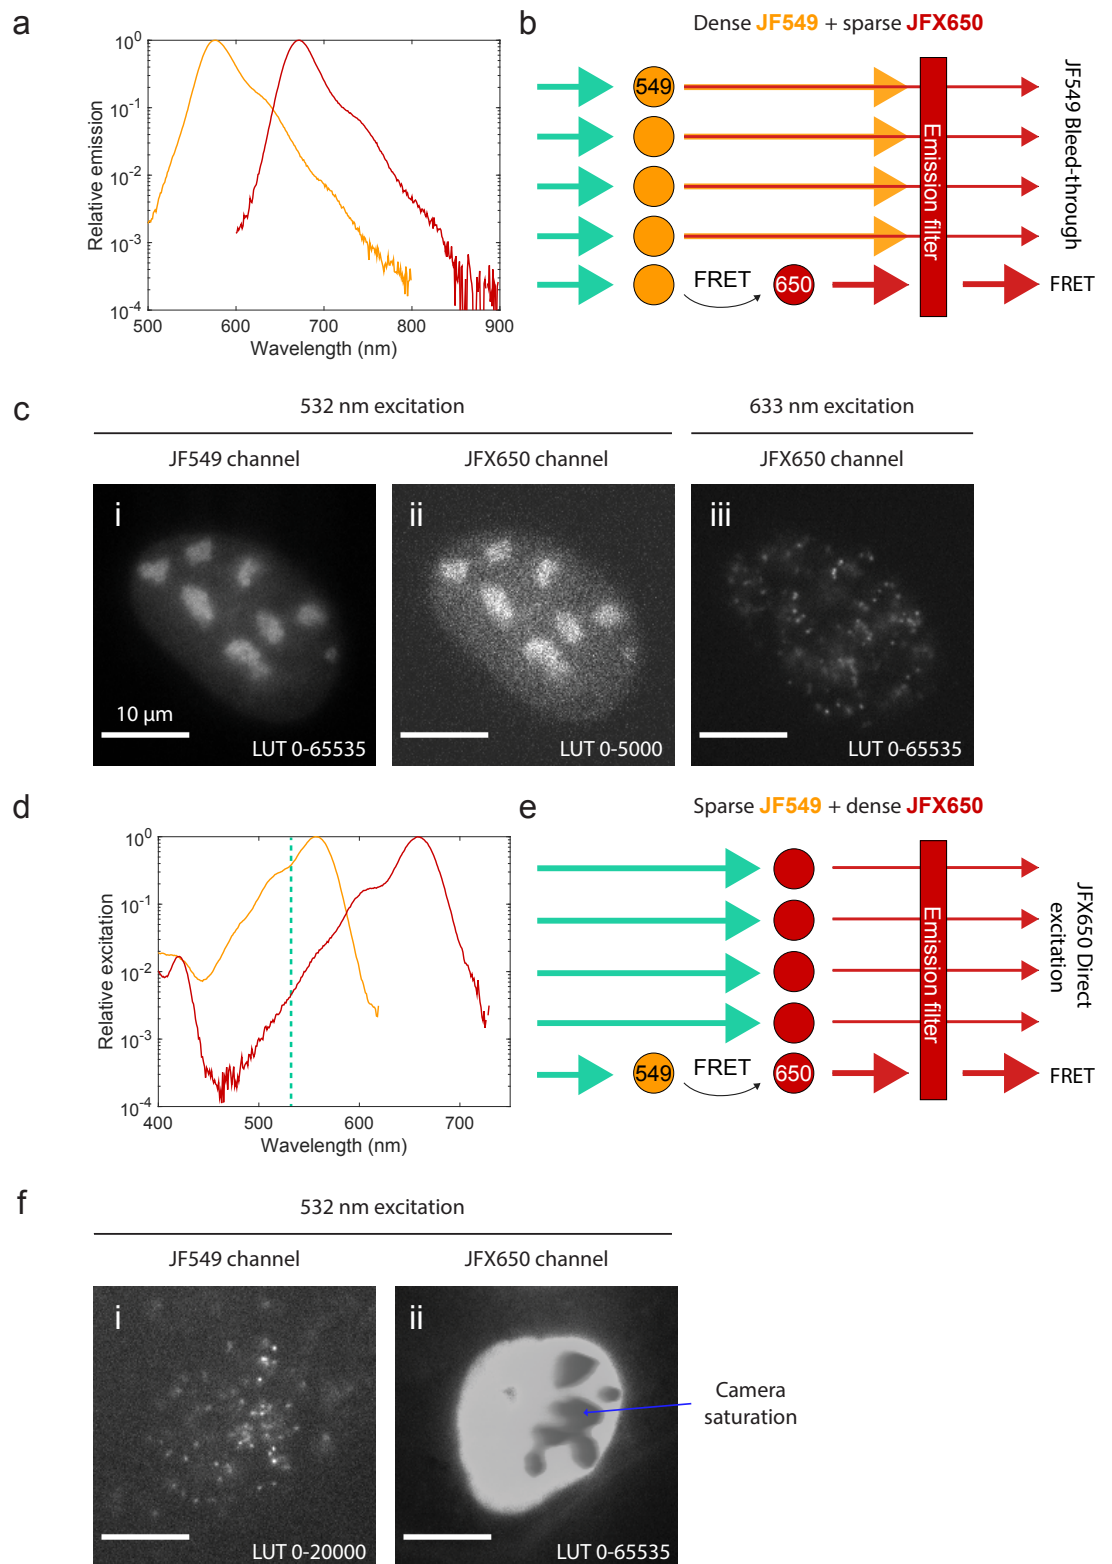 a
10^0
10^-1
10^-2
10^-3
10^-4
Relative emission
500
600
700
800
900
Wavelength (nm)
b
Dense JF549 + sparse JFX650
549
Emission filter
JF549 Bleed-through
FRET
650
FRET
c
532 nm excitation
633 nm excitation
JF549 channel
JFX650 channel
JFX650 channel
i
10 µm
LUT 0-65535
ii
LUT 0-5000
iii
LUT 0-65535
d
10^0
10^-1
10^-2
10^-3
10^-4
Relative excitation
400
500
600
700
Wavelength (nm)
e
Sparse JF549 + dense JFX650
Emission filter
JFX650 Direct
excitation
549
FRET
650
FRET
f
532 nm excitation
JF549 channel
JFX650 channel
i
LUT 0-20000
ii
LUT 0-65535
Camera
saturation